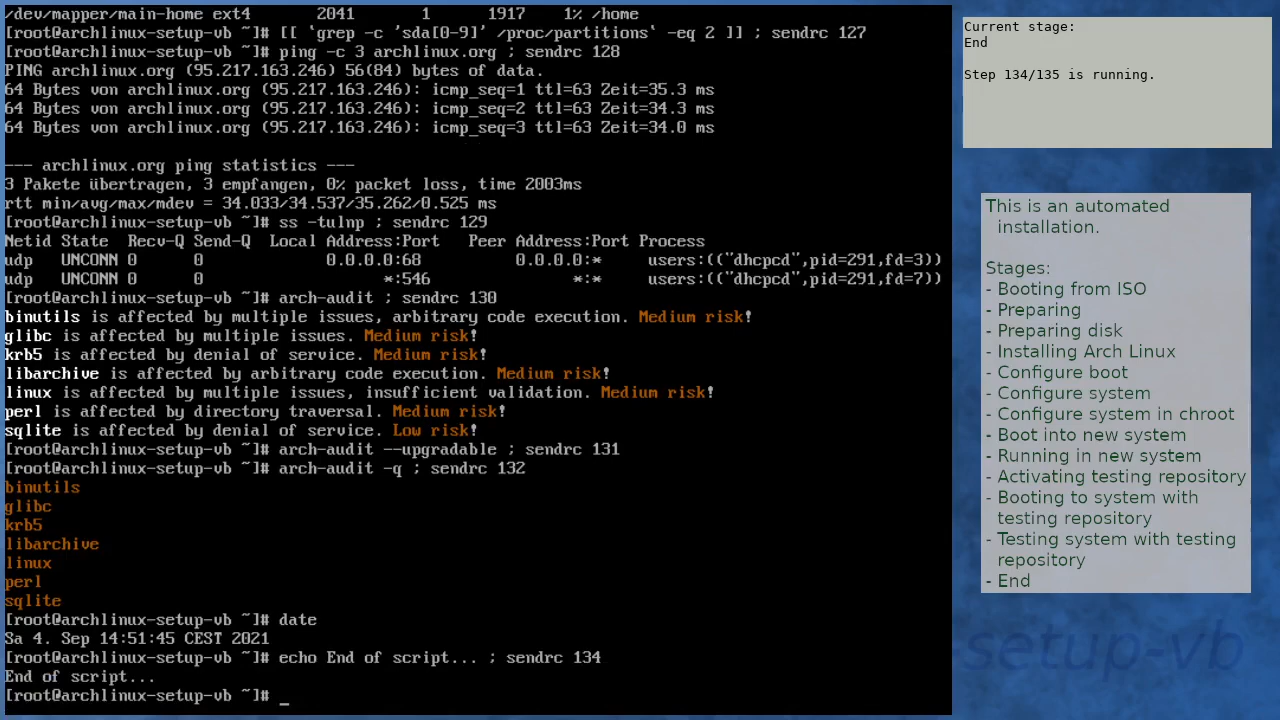 /dev/mapper/main-home ext4      2041       1      1917    1% /home
[root@archlinux-setup-vb ~]# [[ `grep -c 'sda[0-9]' /proc/partitions` -eq 2 ]] ; sendrc 127
[root@archlinux-setup-vb ~]# ping -c 3 archlinux.org ; sendrc 128
PING archlinux.org (95.217.163.246) 56(84) bytes of data.
64 Bytes von archlinux.org (95.217.163.246): icmp_seq=1 ttl=63 Zeit=35.3 ms
64 Bytes von archlinux.org (95.217.163.246): icmp_seq=2 ttl=63 Zeit=34.3 ms
64 Bytes von archlinux.org (95.217.163.246): icmp_seq=3 ttl=63 Zeit=34.0 ms
--- archlinux.org ping statistics ---
3 Pakete übertragen, 3 empfangen, 0% packet loss, time 2003ms
rtt min/avg/max/mdev = 34.033/34.537/35.262/0.525 ms
[root@archlinux-setup-vb ~]# ss -tulnp ; sendrc 129
Netid State  Recv-Q Send-Q  Local Address:Port   Peer Address:Port Process
udp   UNCONN 0      0             0.0.0.0:68          0.0.0.0:*     users:(("dhcpcd",pid=291,fd=3))
udp   UNCONN 0      0                   *:546               *:*     users:(("dhcpcd",pid=291,fd=7))
[root@archlinux-setup-vb ~]# arch-audit ; sendrc 130
binutils is affected by multiple issues, arbitrary code execution. Medium risk!
glibc is affected by multiple issues. Medium risk!
krb5 is affected by denial of service. Medium risk!
libarchive is affected by arbitrary code execution. Medium risk!
linux is affected by multiple issues, insufficient validation. Medium risk!
perl is affected by directory traversal. Medium risk!
sqlite is affected by denial of service. Low risk!
[root@archlinux-setup-vb ~]# arch-audit --upgradable ; sendrc 131
[root@archlinux-setup-vb ~]# arch-audit -q ; sendrc 132
binutils
glibc
krb5
libarchive
linux
perl
sqlite
[root@archlinux-setup-vb ~]# date
Sa 4. Sep 14:51:45 CEST 2021
[root@archlinux-setup-vb ~]# echo End of script... ; sendrc 134
End of script...
[root@archlinux-setup-vb ~]# _
Current stage:
End
Step 134/135 is running.
This is an automated
installation.
Stages:
- Booting from ISO
- Preparing
- Preparing disk
- Installing Arch Linux
- Configure boot
- Configure system
- Configure system in chroot
- Boot into new system
- Running in new system
- Activating testing repository
- Booting to system with
testing repository
- Testing system with testing
repository
- End
-setup-vb